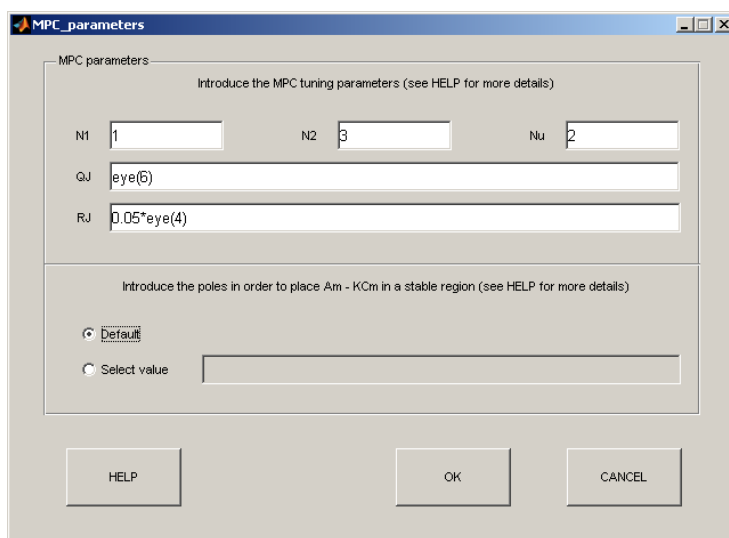 MPC_parameters
MPC parameters
Introduce the MPC tuning parameters (see HELP for more details)
N1 1 N2 3 Nu 2
QJ eye(6)
RJ 0.05*eye(4)
Introduce the poles in order to place Am - KCm in a stable region (see HELP for more details)
Default
Select value
HELP OK CANCEL